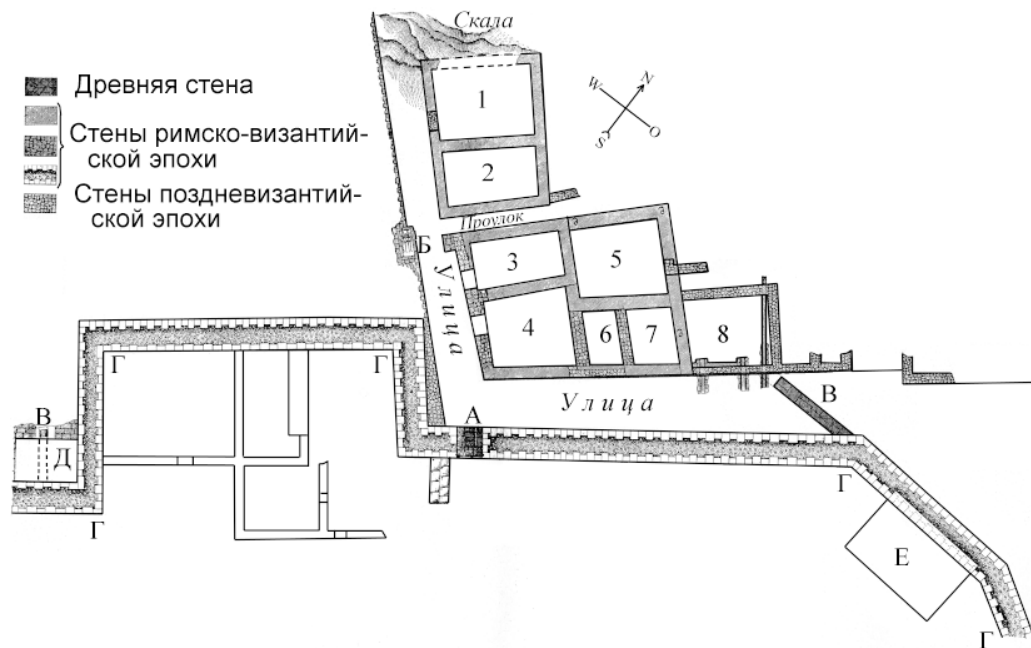 Скала
Древняя стена
Стены римско-византий-
ской эпохи
Стены поздневизантий-
ской эпохи
N
W
O
S
1
2
Проулок
Б
Улица
3
5
4
6
7
8
Улица
В
А
В
Д
Г
Г
Г
Г
Е
Г